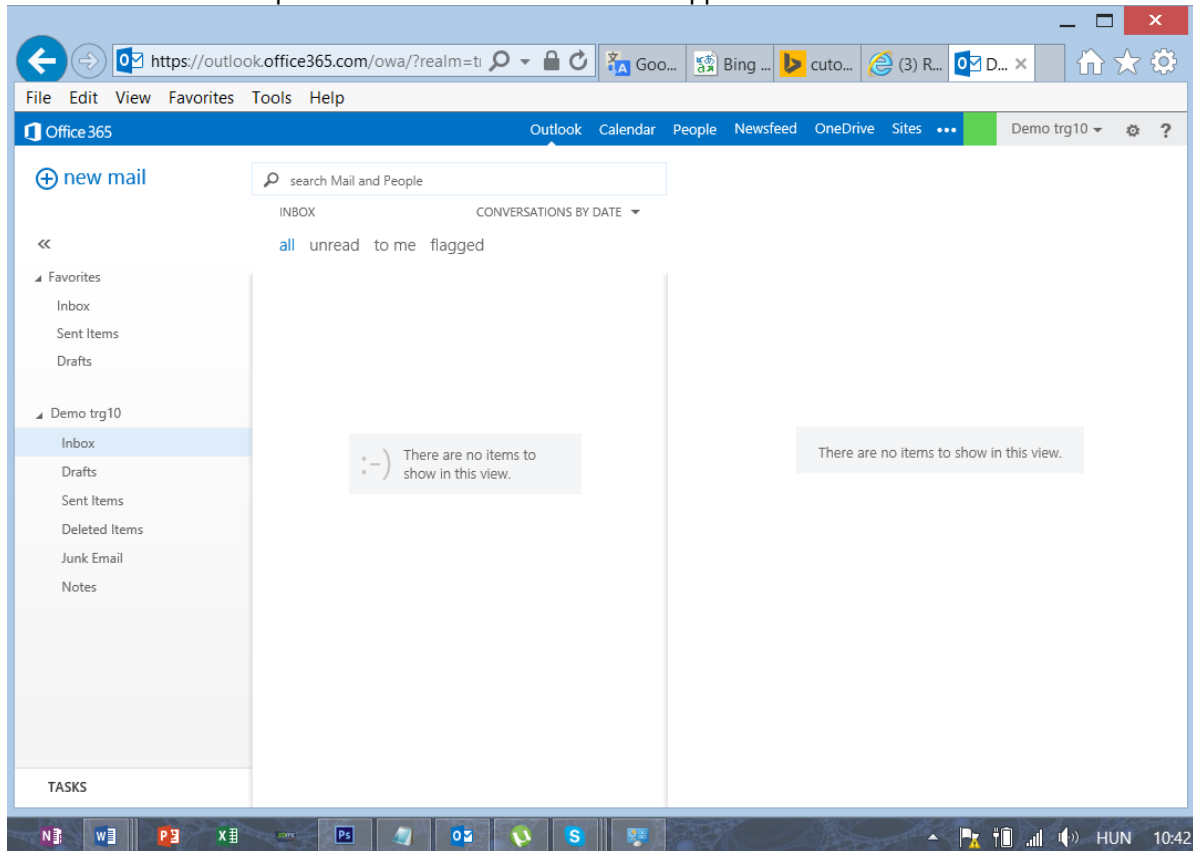 https://outlook.office365.com/owa/?realm=t
Goo...
Bing ...
cuto...
(3) R...
D...
File Edit View Favorites Tools Help
Office 365
Outlook Calendar People Newsfeed OneDrive Sites •••
Demo trg10
?
new mail
search Mail and People
INBOX
CONVERSATIONS BY DATE
all unread to me flagged
Favorites
Inbox
Sent Items
Drafts
Demo trg10
Inbox
Drafts
Sent Items
Deleted Items
Junk Email
Notes
:-)
There are no items to
show in this view.
There are no items to show in this view.
TASKS
HUN 10:42